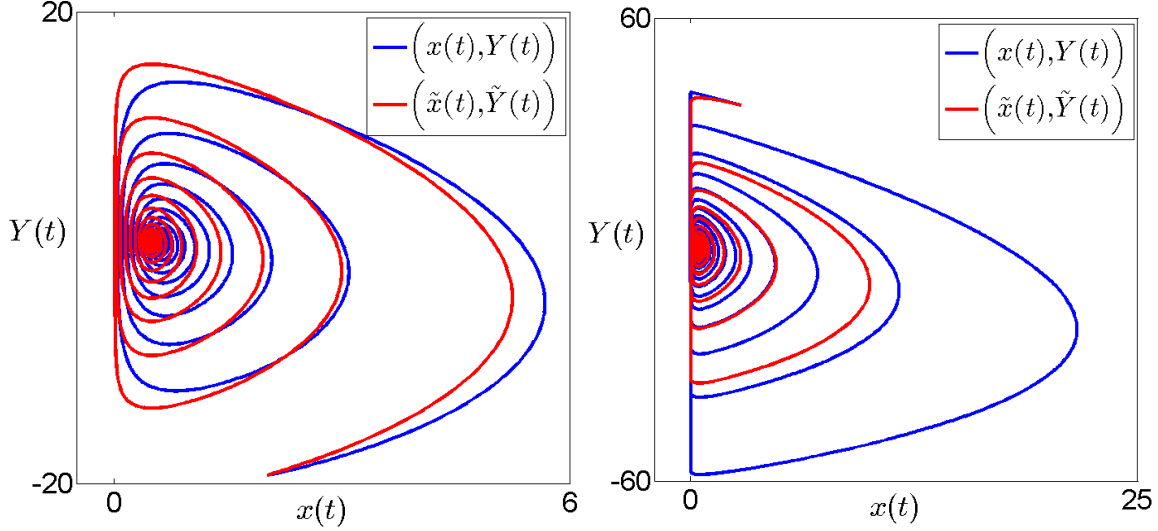 20
(x(t),Y(t))
(x̃(t),Ỹ(t))
Y(t)
-20
0
x(t)
6
60
(x(t),Y(t))
(x̃(t),Ỹ(t))
Y(t)
-60
0
x(t)
25